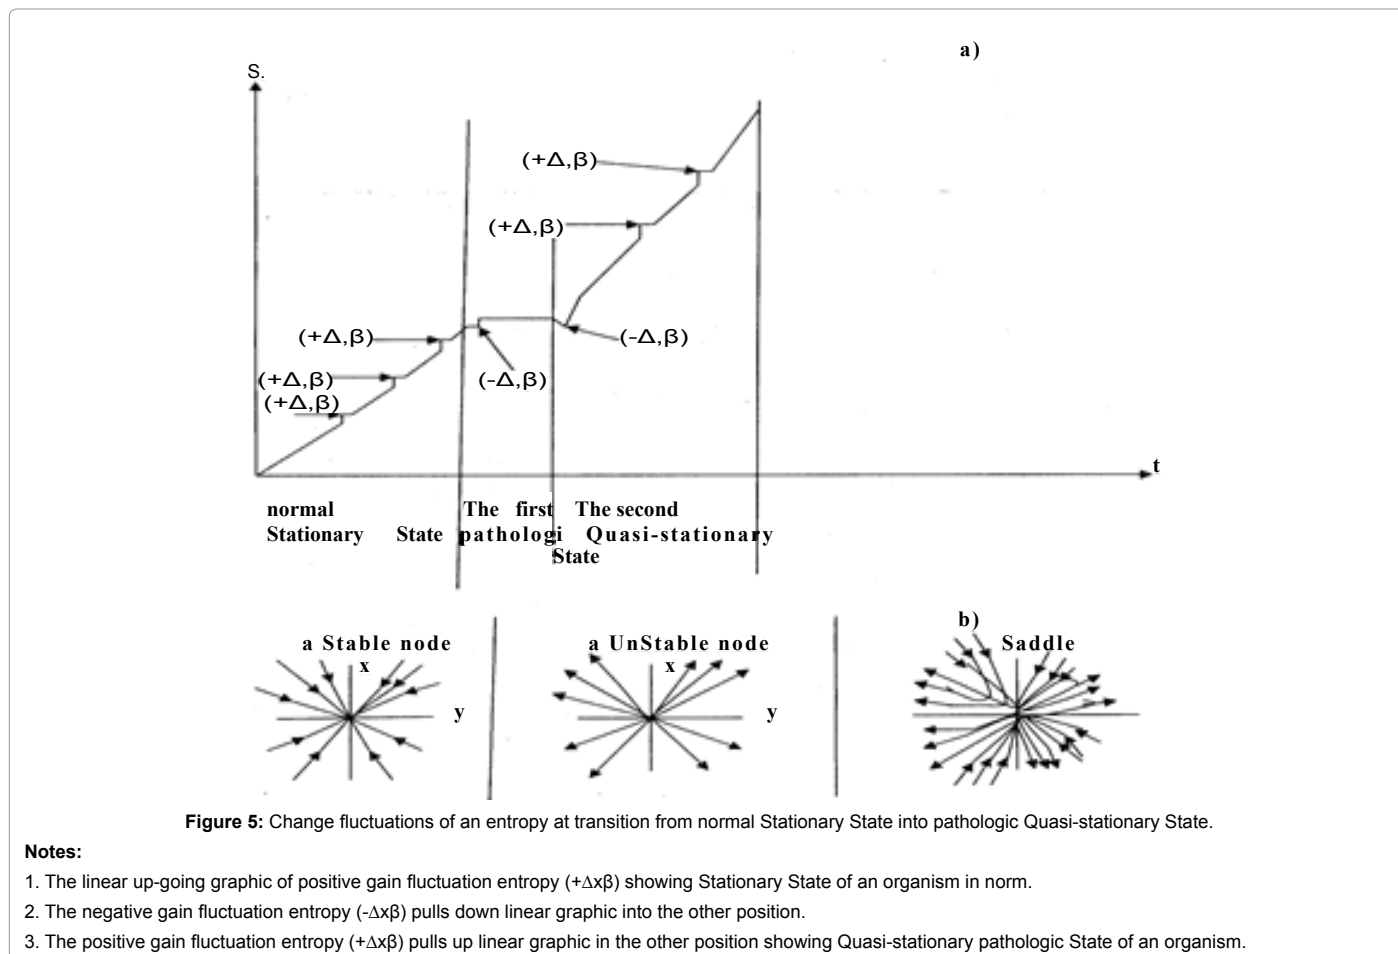 a)
S.
(+Δ,β)
(+Δ,β)
(+Δ,β)
(-Δ,β)
(+Δ,β)
(-Δ,β)
(+Δ,β)
t
normal The first The second
Stationary State pathologi Quasi-stationary
State
b)
a Stable node a UnStable node Saddle
x x
y y
Figure 5: Change fluctuations of an entropy at transition from normal Stationary State into pathologic Quasi-stationary State.
Notes:
1. The linear up-going graphic of positive gain fluctuation entropy (+Δxβ) showing Stationary State of an organism in norm.
2. The negative gain fluctuation entropy (-Δxβ) pulls down linear graphic into the other position.
3. The positive gain fluctuation entropy (+Δxβ) pulls up linear graphic in the other position showing Quasi-stationary pathologic State of an organism.